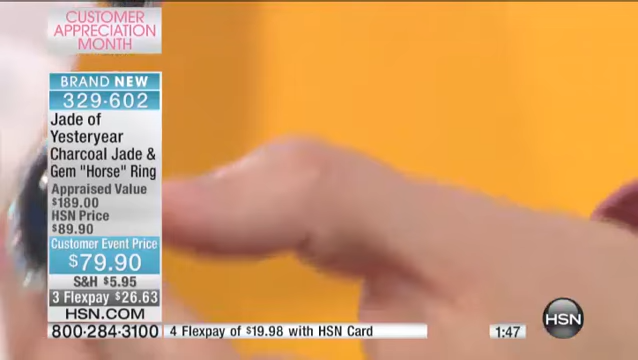 CUSTOMER
APPRECIATION
MONTH
BRAND NEW
329-602
Jade of
Yesteryear
Charcoal Jade &
Gem "Horse" Ring
Appraised Value
$189.00
HSN Price
$89.90
Customer Event Price
$79.90
S&H $5.95
3 Flexpay $26.63
HSN.COM
800-284-3100 4 Flexpay of $19.98 with HSN Card 1:47
HSN